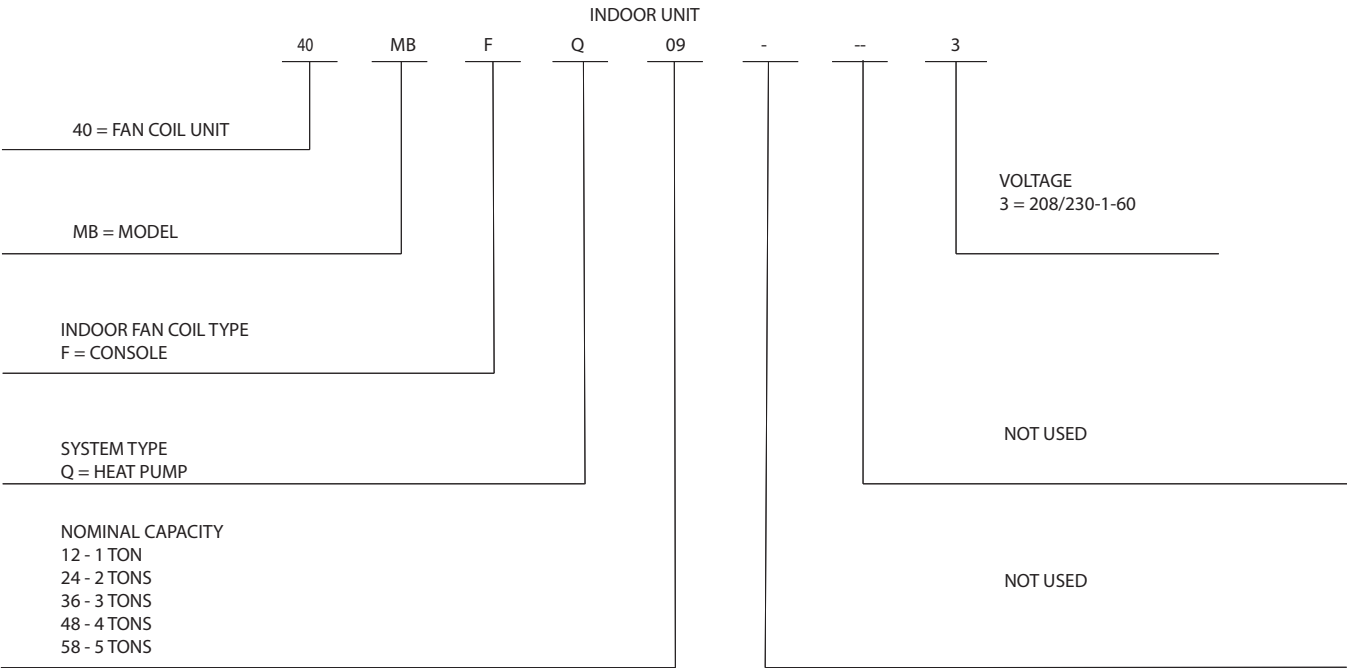 INDOOR UNIT
40 MB F Q 09 - -- 3
40 = FAN COIL UNIT
VOLTAGE
3 = 208/230-1-60
MB = MODEL
INDOOR FAN COIL TYPE
F = CONSOLE
NOT USED
SYSTEM TYPE
Q = HEAT PUMP
NOMINAL CAPACITY
12 - 1 TON
24 - 2 TONS
36 - 3 TONS
48 - 4 TONS
58 - 5 TONS
NOT USED